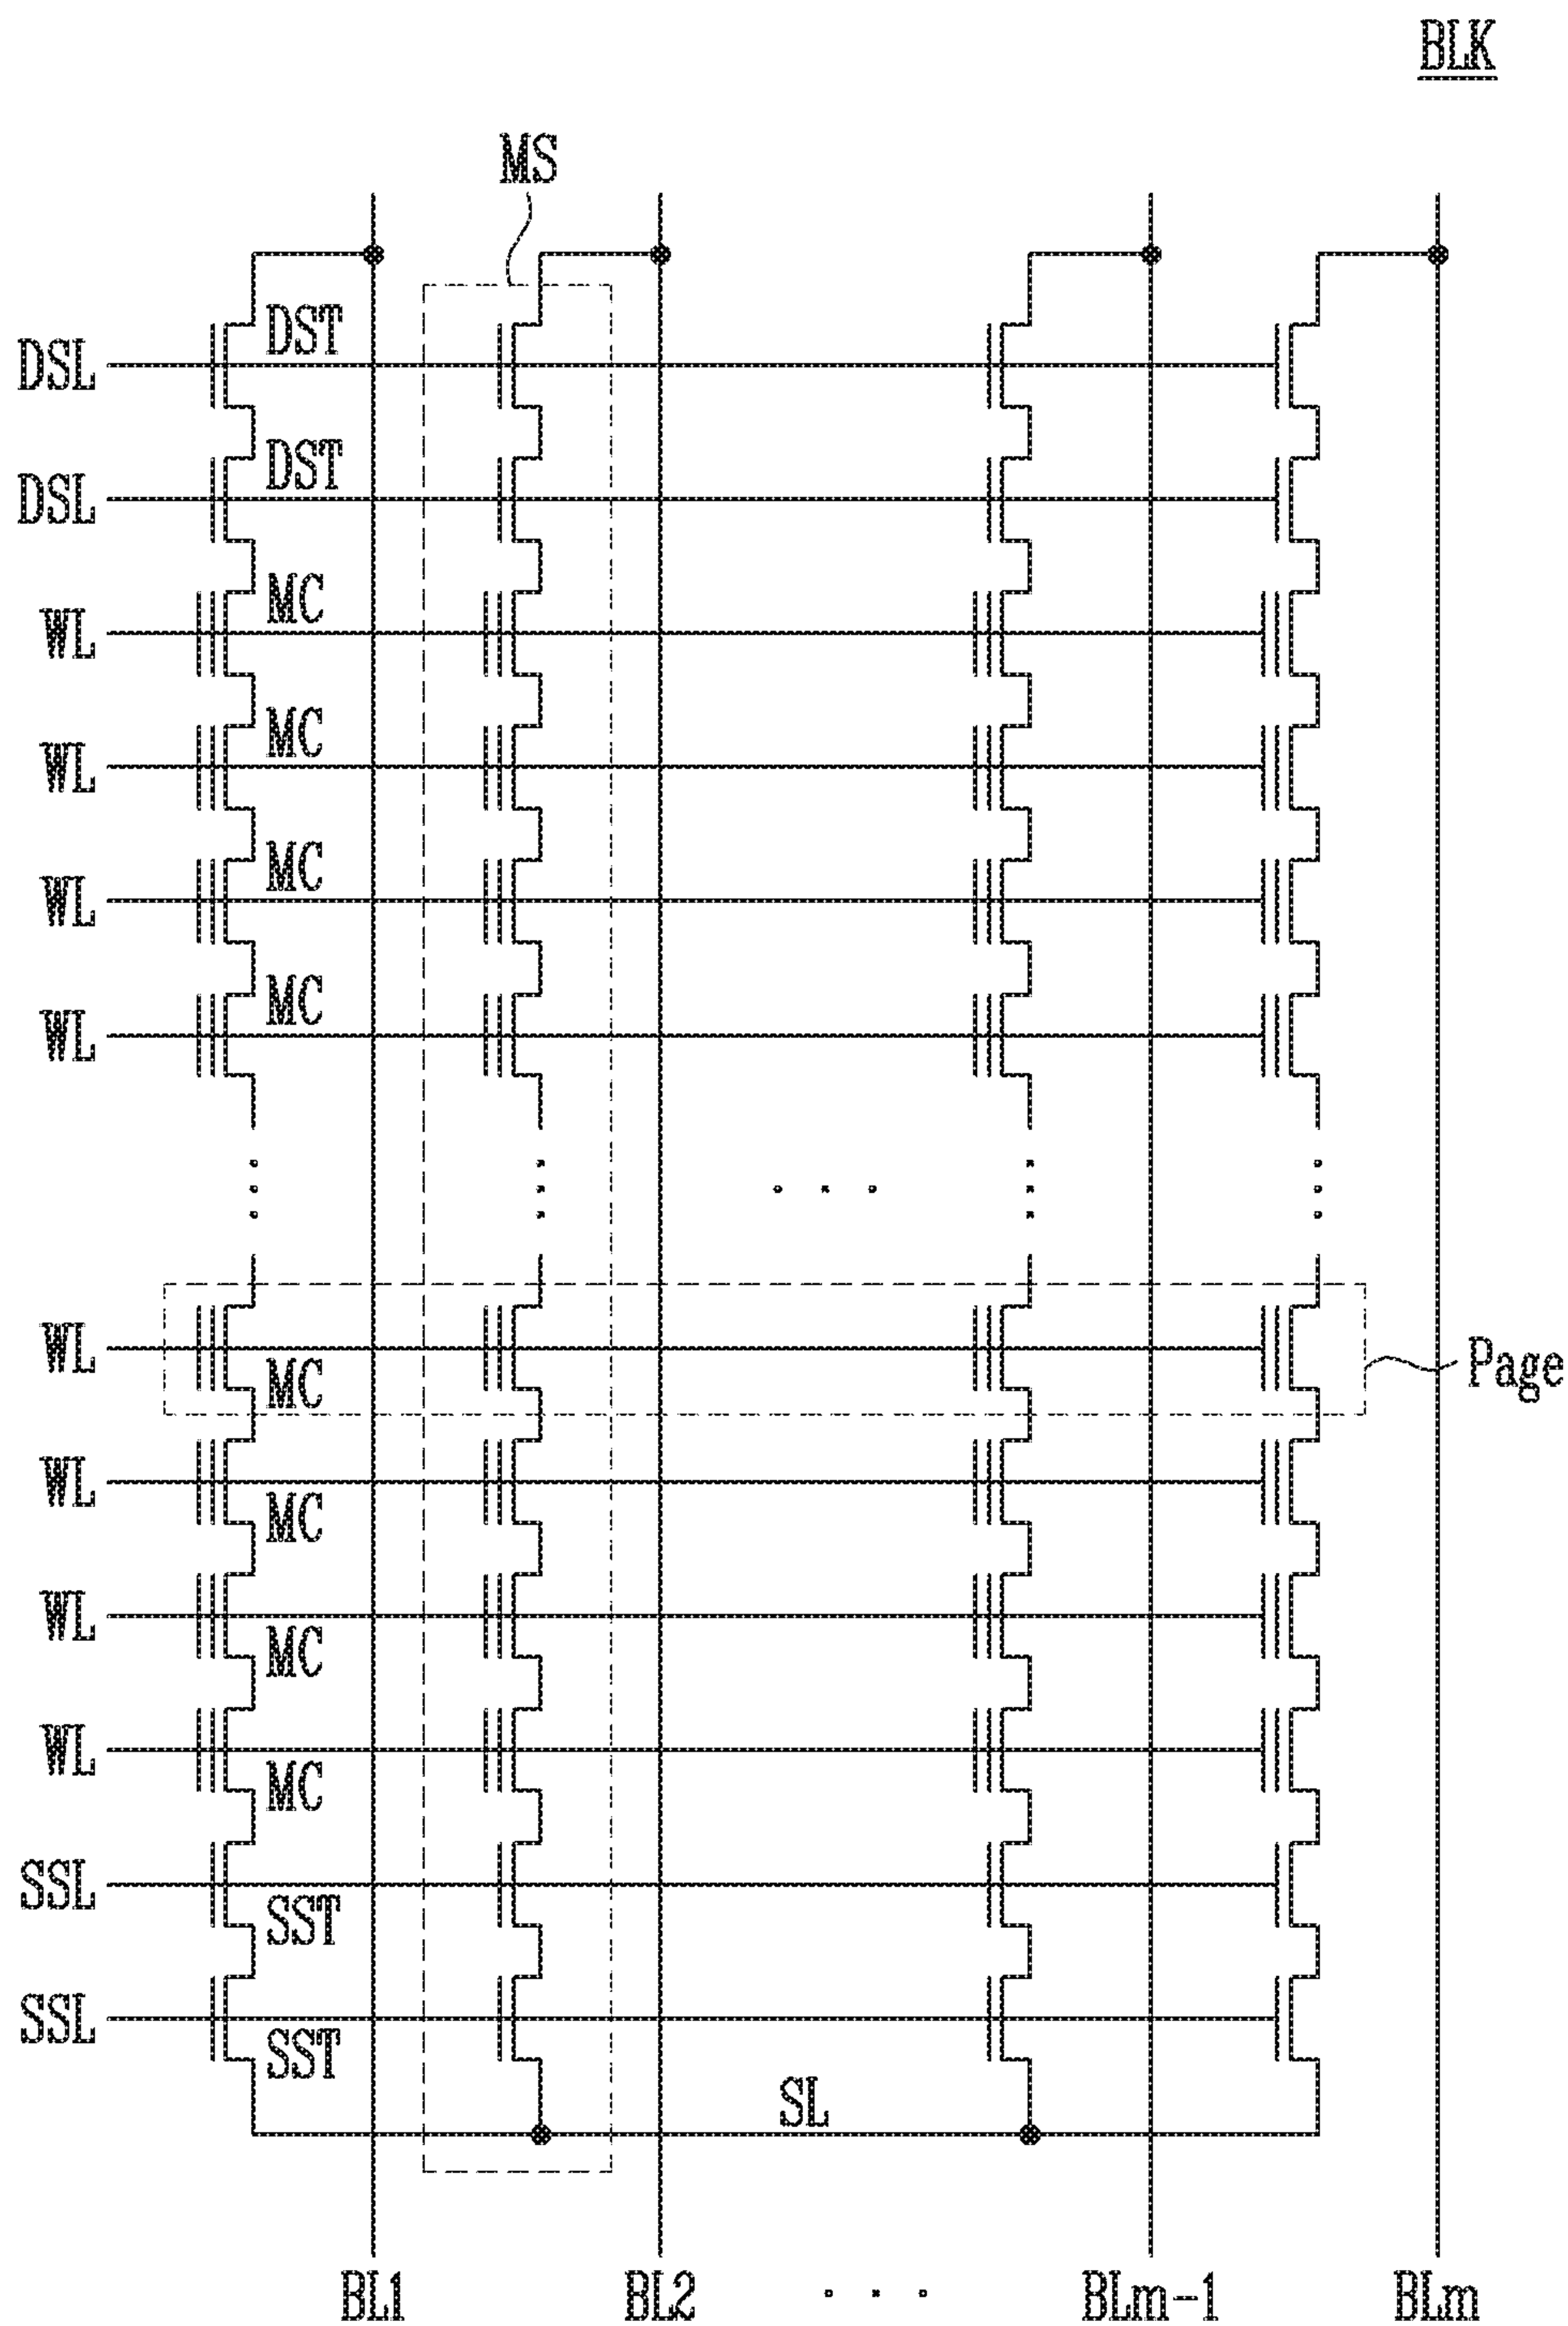 BLK
MS
DST
DSL
DST
DSL
MC
WL
MC
WL
MC
WL
MC
WL
WL
MC
Page
WL
MC
WL
MC
WL
MC
SSL
SST
SSL
SST
SL
BL1 BL2 . . . BLm-1 BLm